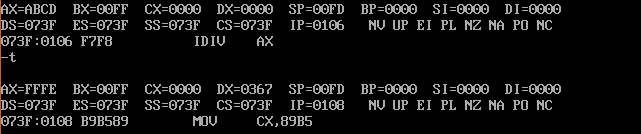 AX=ABCD  BX=00FF  CX=0000  DX=0000  SP=00FD  BP=0000  SI=0000  DI=0000
DS=073F  ES=073F  SS=073F  CS=073F  IP=0106   NV UP EI PL NZ NA PO NC
073F:0106 F7F8          IDIV    AX
-t
AX=FFFE  BX=00FF  CX=0000  DX=0367  SP=00FD  BP=0000  SI=0000  DI=0000
DS=073F  ES=073F  SS=073F  CS=073F  IP=0108   NV UP EI PL NZ NA PO NC
073F:0108 B9B589        MOV     CX,89B5